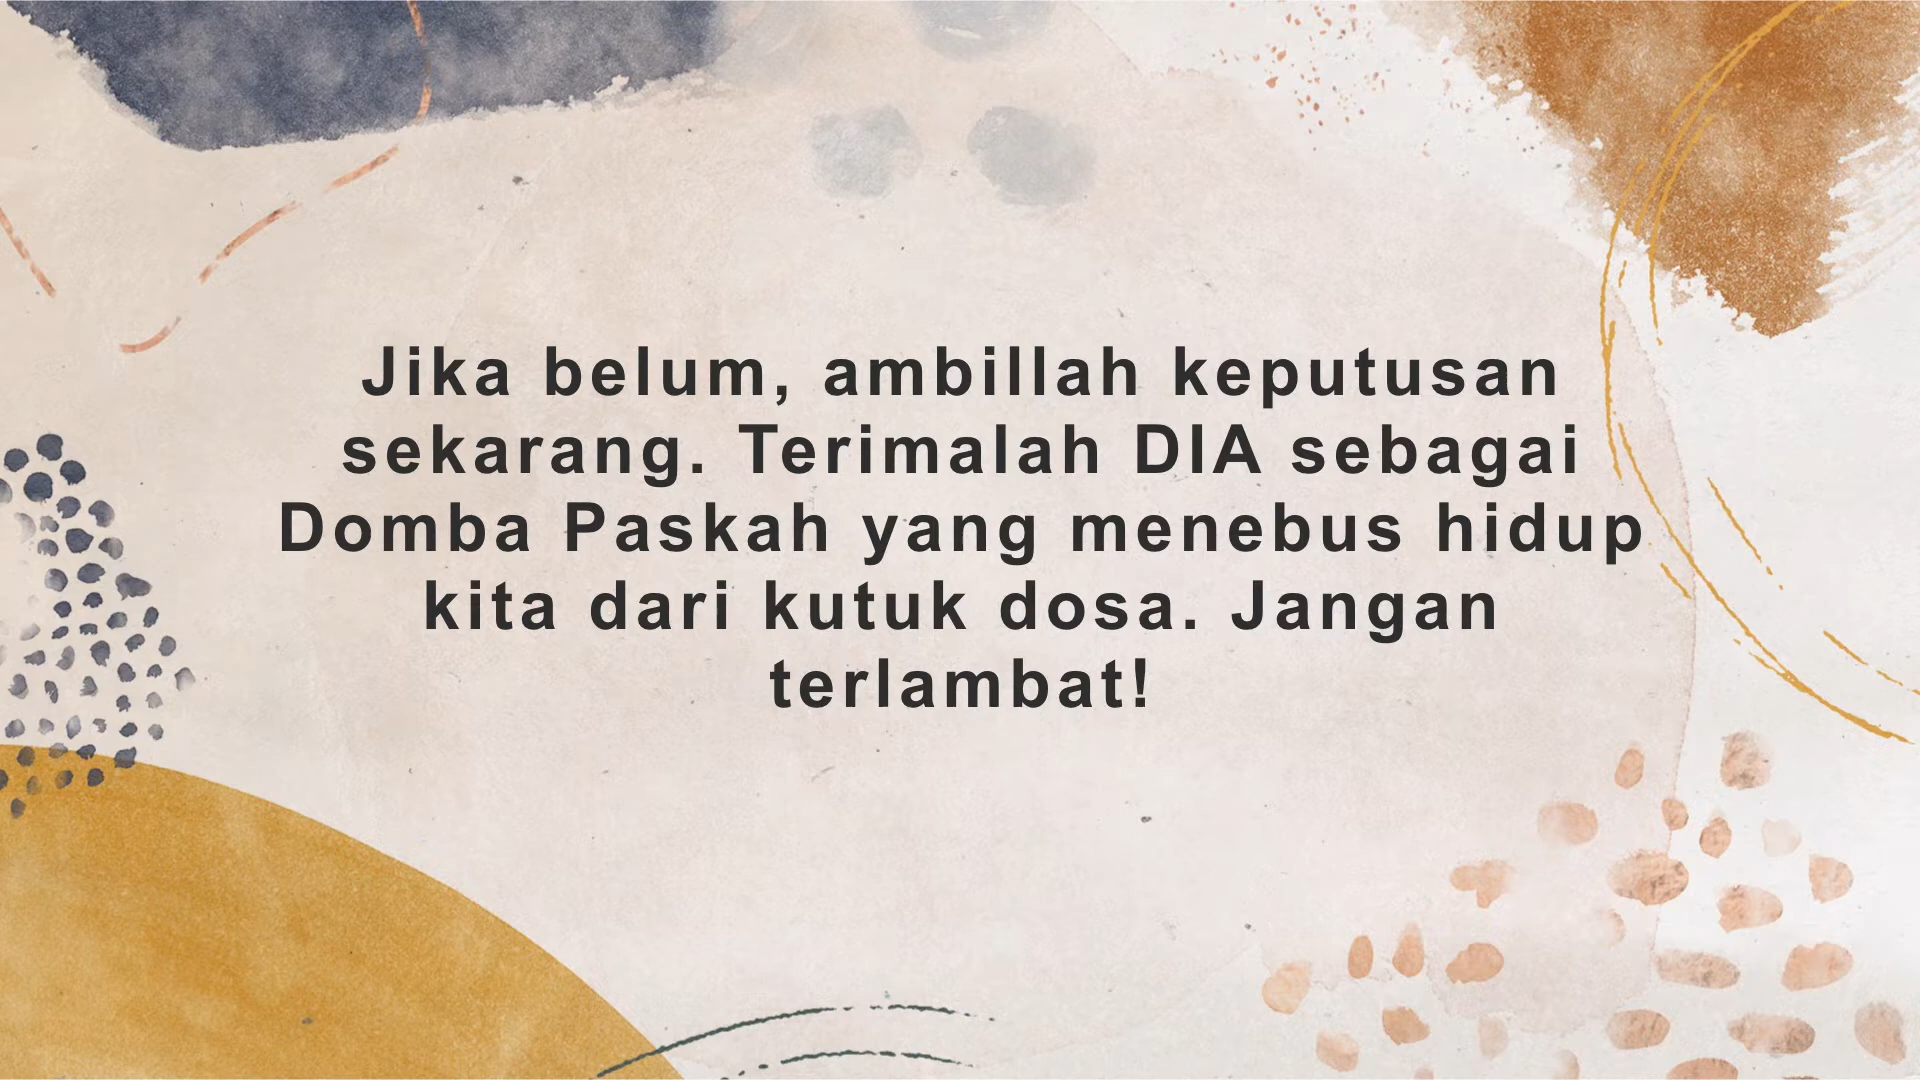 Jika belum, ambillah keputusan
sekarang. Terimalah DIA sebagai
Domba Paskah yang menebus hidup
kita dari kutuk dosa. Jangan
terlambat!